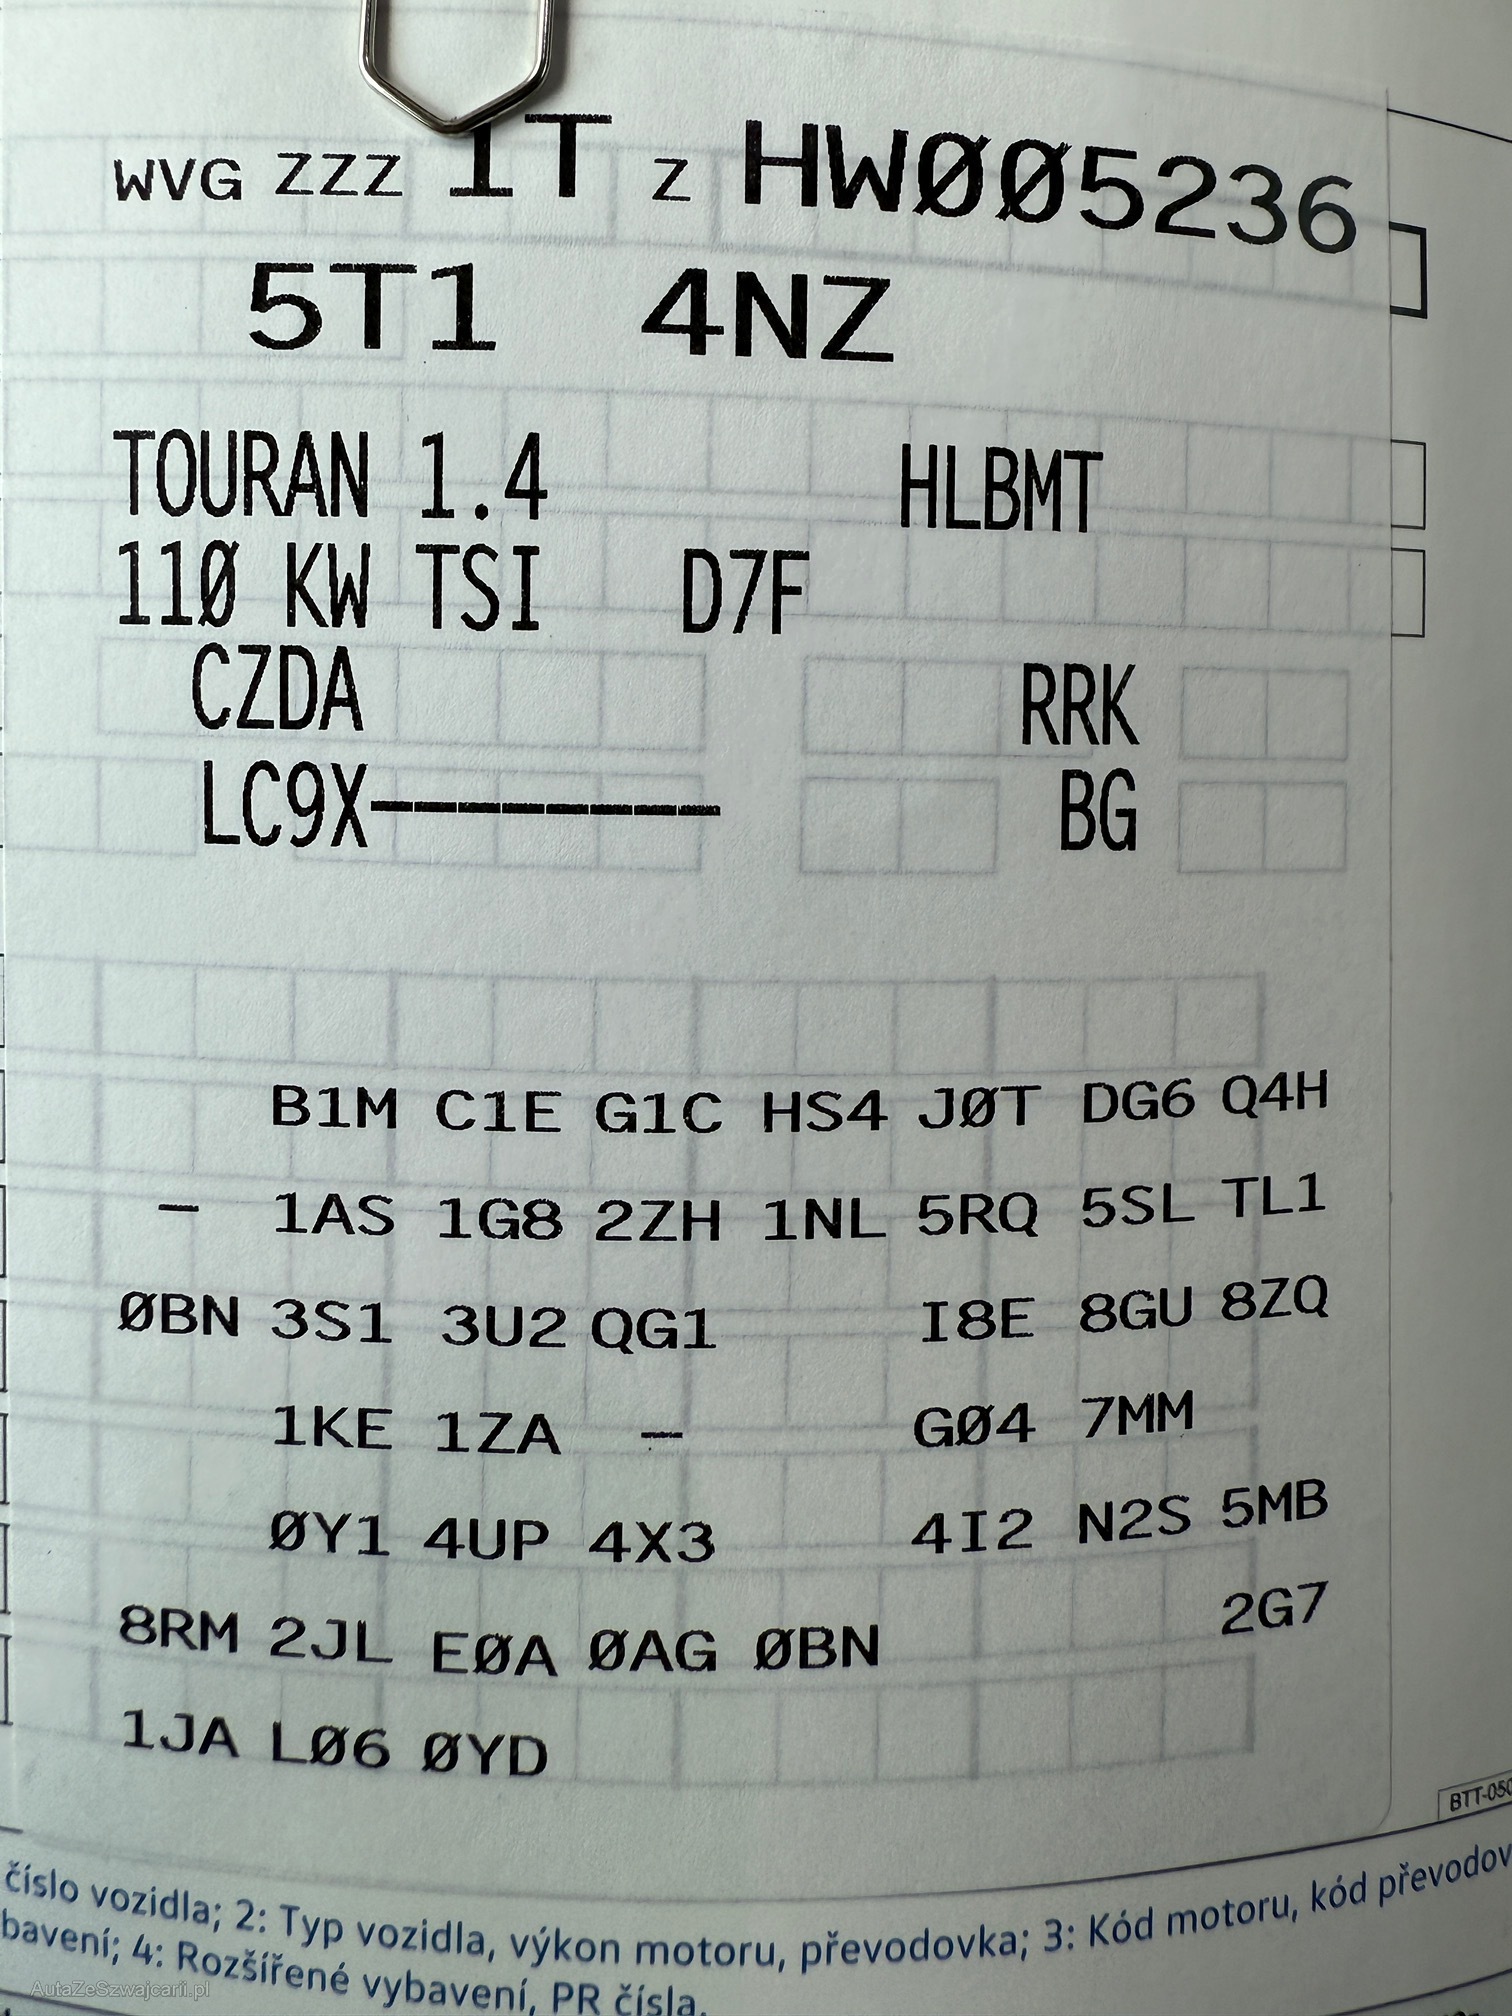 WVG ZZZ 1T Z HWØØ5236
5T1 4NZ
TOURAN 1.4 HLBMT
11Ø KW TSI D7F
CZDA RRK
LC9X-------- BG
B1M C1E G1C HS4 JØT DG6 Q4H
- 1AS 1G8 2ZH 1NL 5RQ 5SL TL1
ØBN 3S1 3U2 QG1 I8E 8GU 8ZQ
1KE 1ZA - GØ4 7MM
ØY1 4UP 4X3 4I2 N2S 5MB
8RM 2JL EØA ØAG ØBN 2G7
1JA LØ6 ØYD
BTT-050
číslo vozidla; 2: Typ vozidla, výkon motoru, převodovka; 3: Kód motoru, kód převodov
bavení; 4: Rozšířené vybavení, PR čísla.
AutaZeSzwajcarii.pl